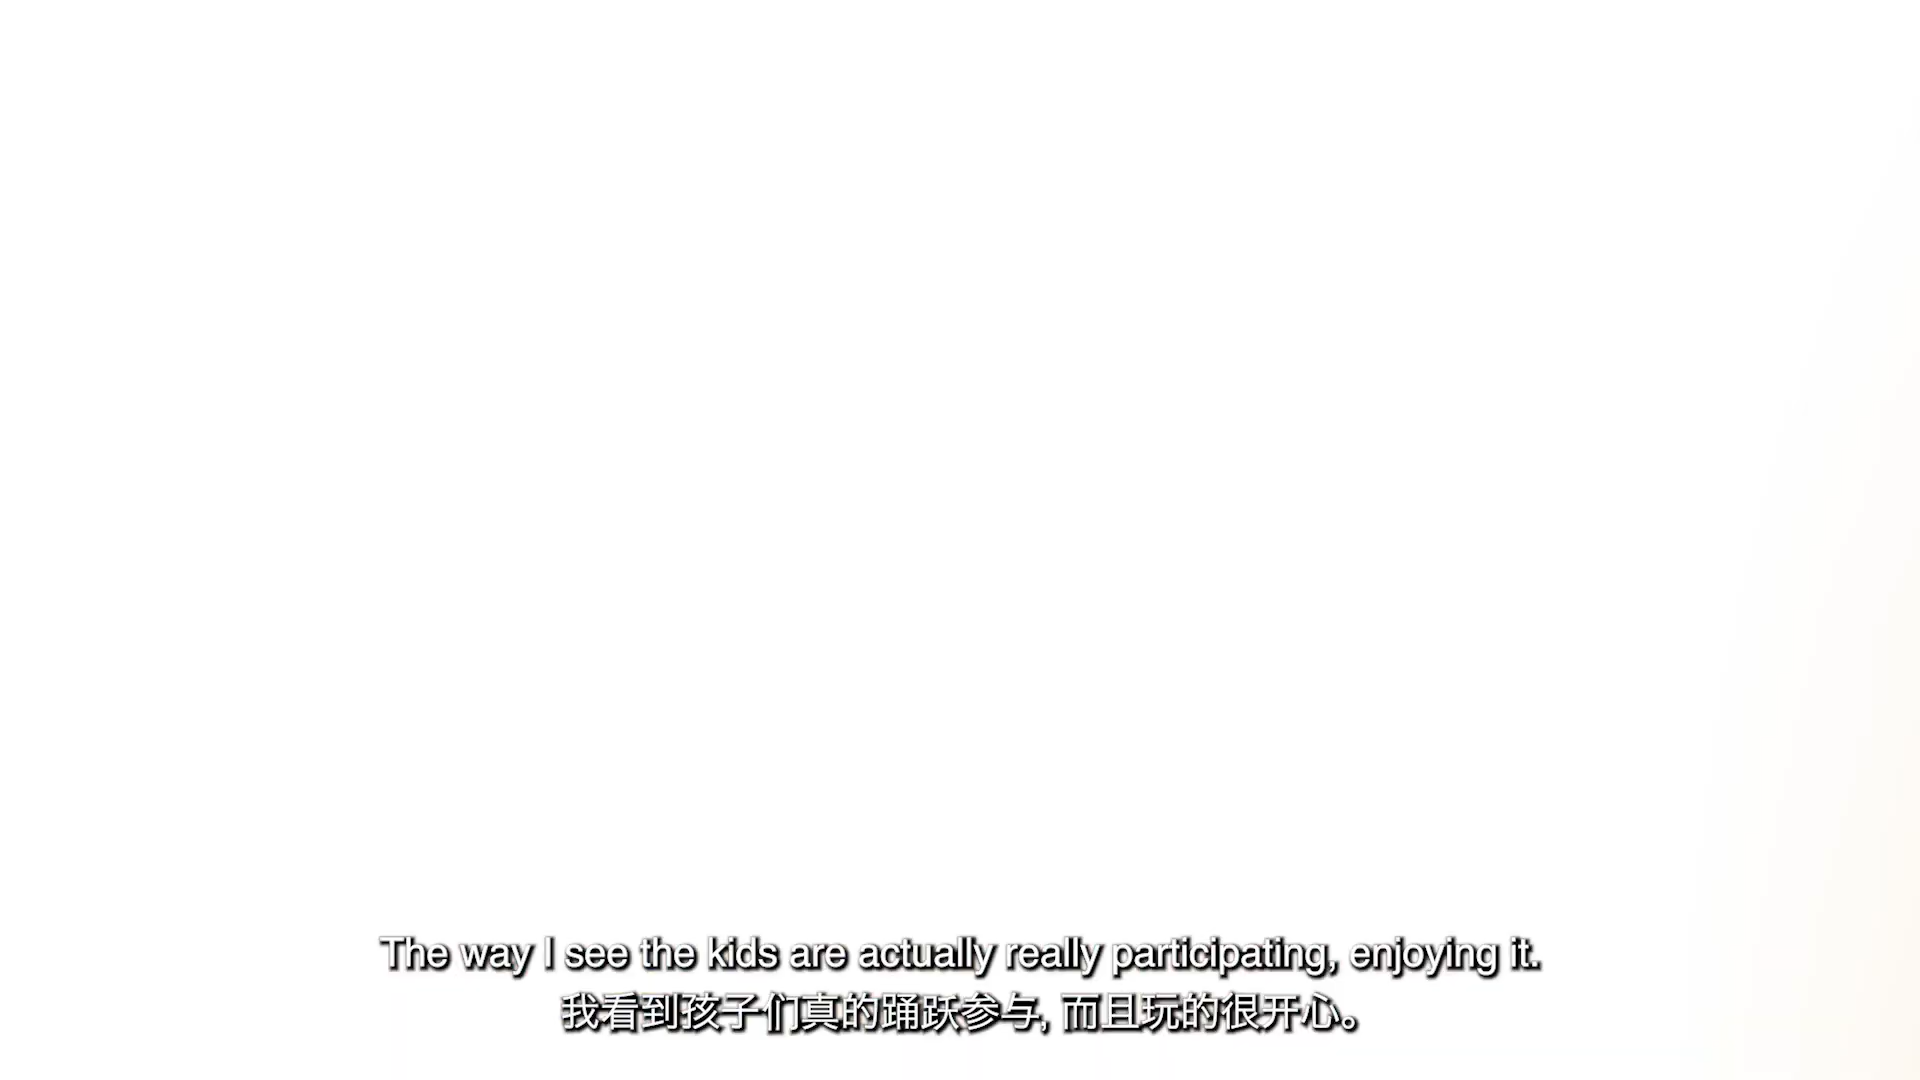 The way I see the kids are actually really participating, enjoying it.
我看到孩子们真的踊跃参与, 而且玩的很开心。